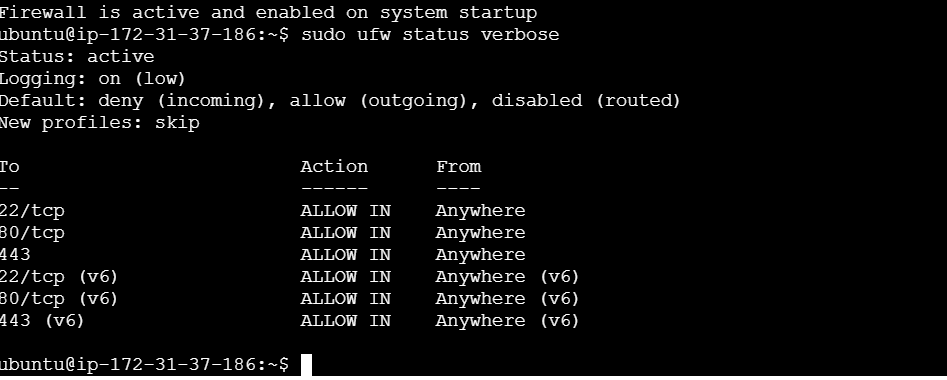 Firewall is active and enabled on system startup
ubuntu@ip-172-31-37-186:~$ sudo ufw status verbose
Status: active
Logging: on (low)
Default: deny (incoming), allow (outgoing), disabled (routed)
New profiles: skip

To                         Action      From
--                         ------      ----
22/tcp                     ALLOW IN    Anywhere
80/tcp                     ALLOW IN    Anywhere
443                        ALLOW IN    Anywhere
22/tcp (v6)                ALLOW IN    Anywhere (v6)
80/tcp (v6)                ALLOW IN    Anywhere (v6)
443 (v6)                   ALLOW IN    Anywhere (v6)

ubuntu@ip-172-31-37-186:~$